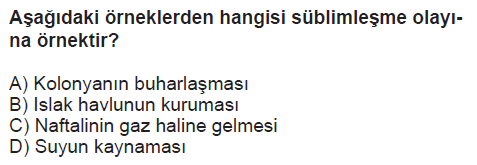 Aşağıdaki örneklerden hangisi süblimleşme olayı-
na örnektir?
A) Kolonyanın buharlaşması
B) Islak havlunun kuruması
C) Naftalinin gaz haline gelmesi
D) Suyun kaynaması